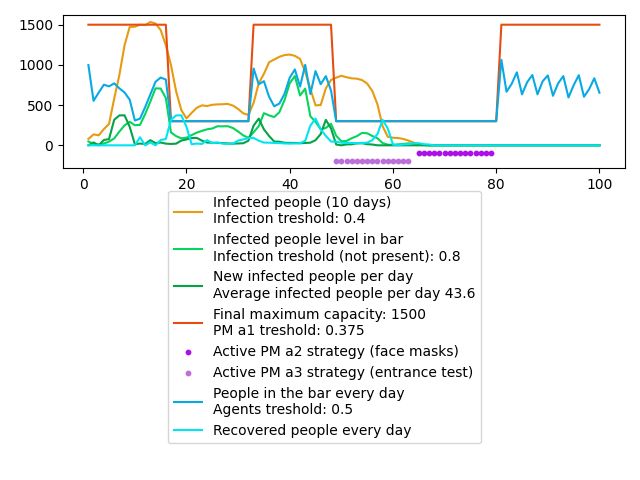 1500
1000
500
0
0 20 40 60 80 100
Infected people (10 days)
Infection treshold: 0.4
Infected people level in bar
Infection treshold (not present): 0.8
New infected people per day
Average infected people per day 43.6
Final maximum capacity: 1500
PM a1 treshold: 0.375
Active PM a2 strategy (face masks)
Active PM a3 strategy (entrance test)
People in the bar every day
Agents treshold: 0.5
Recovered people every day